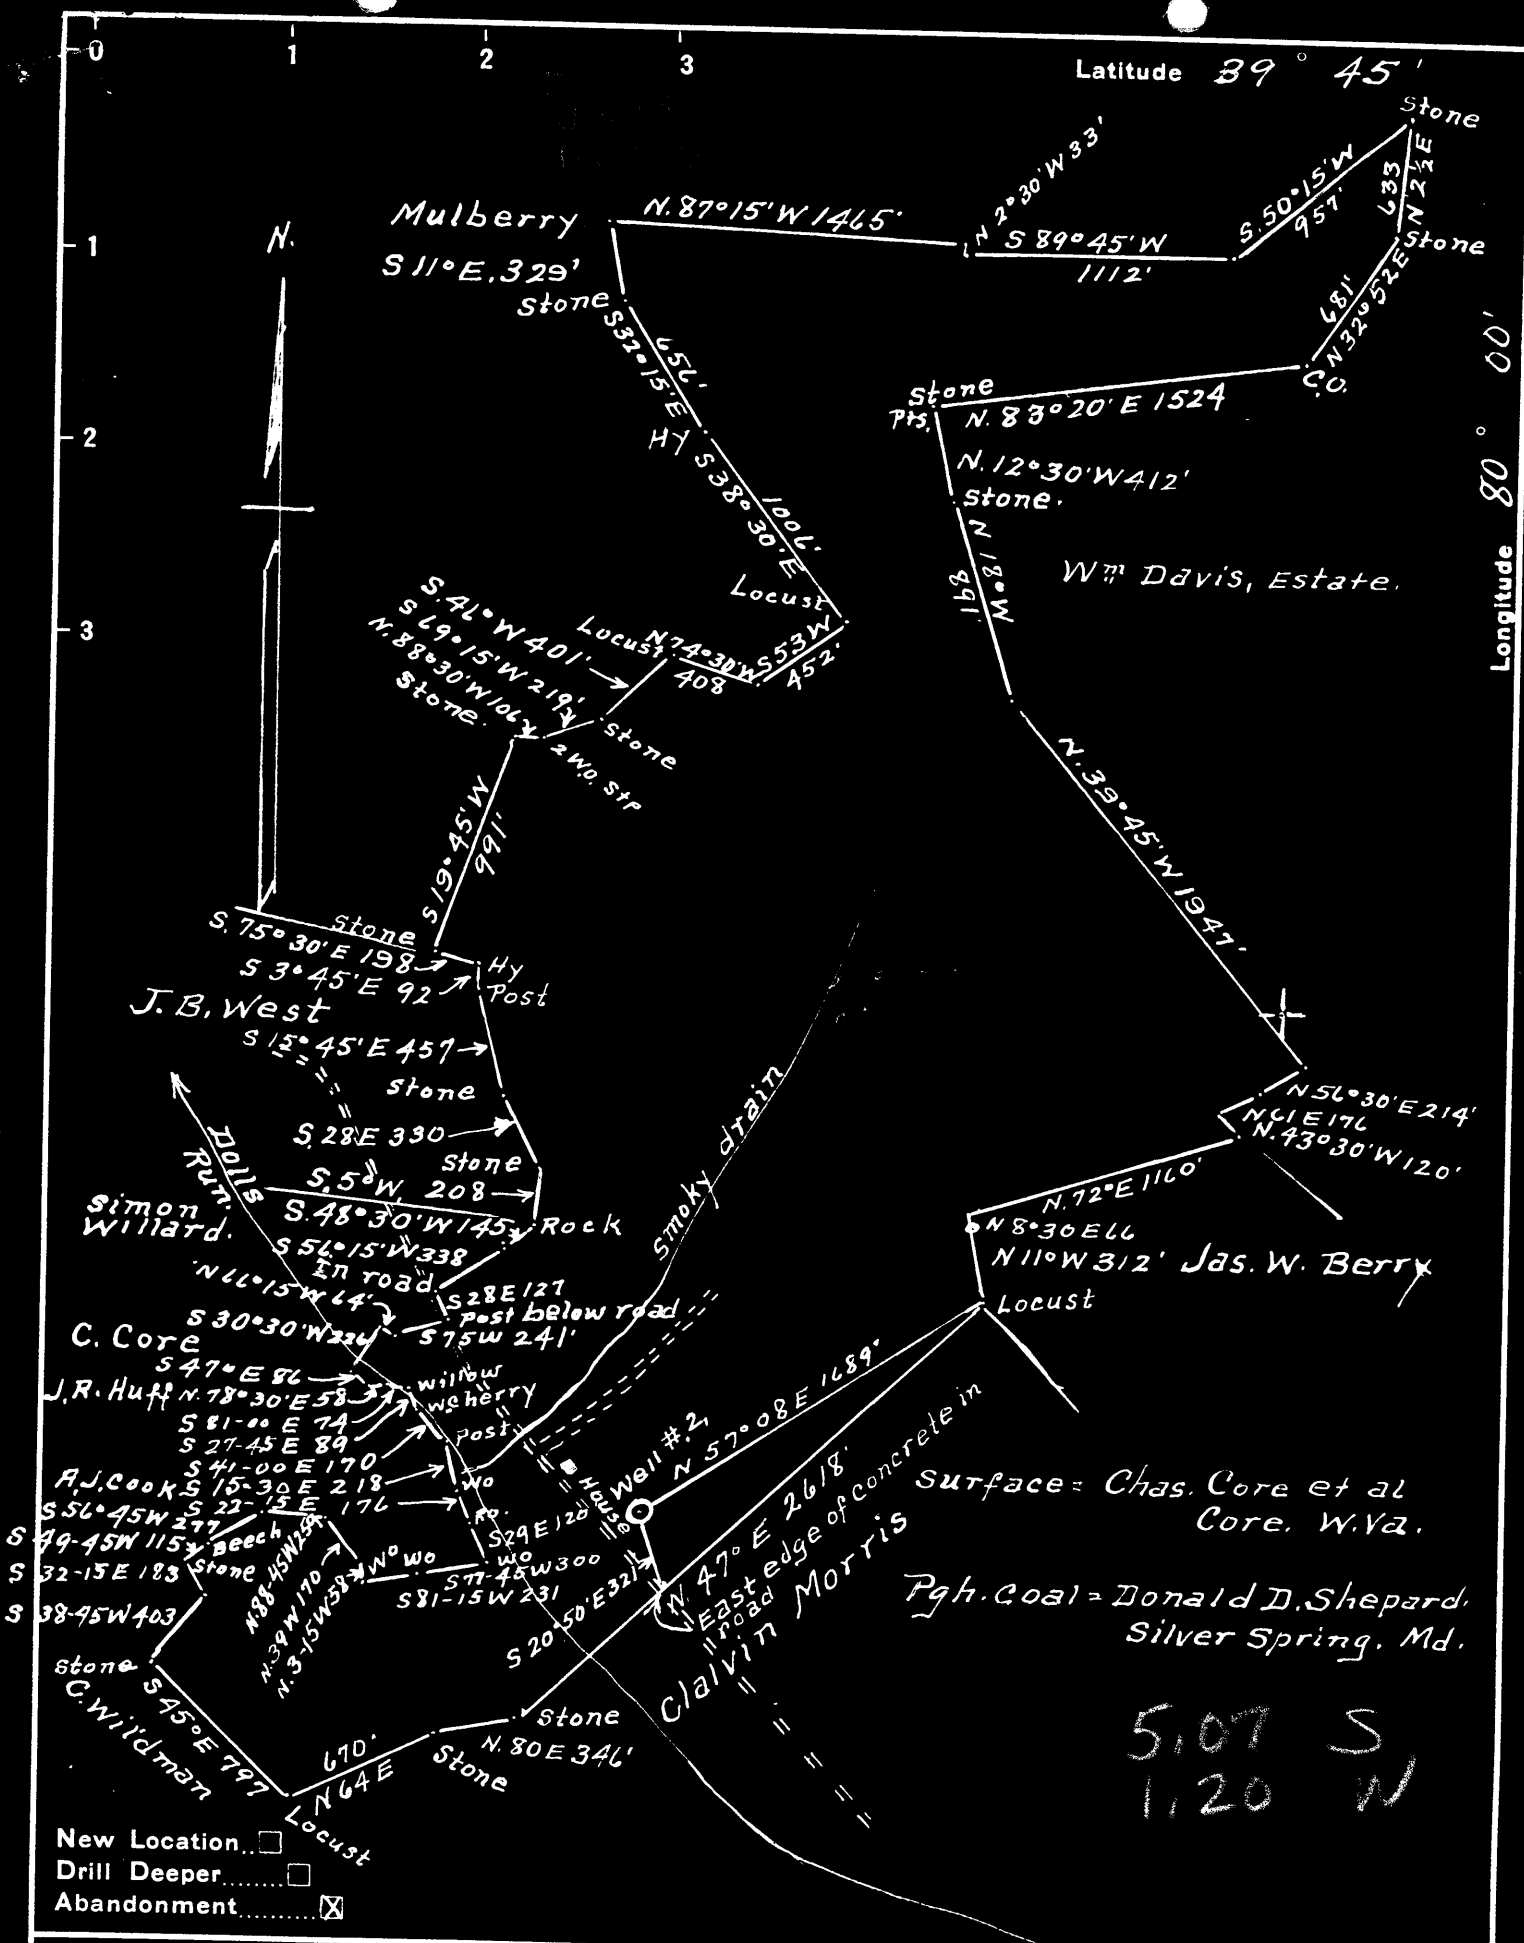 0
1
2
3
Latitude 39° 45'
Stone
N 2°30' W 33'
S. 50°15' W
957'
633
N 2½ E
Mulberry
N. 87°15' W 1465'
S 89°45' W
1112'
Stone
N.
1
S 11° E. 329'
Stone
681'
N 32°52 E
656'
S 32°15' E
C.O.
Stone
Pts.
N. 83°20' E 1524
2
Hy
S 38°30' E
1006'
N. 12°30' W 412'
Stone.
80° 00'
Longitude
N 18° W
891'
Wm Davis, Estate.
Locust
3
S. 46° W 401'
S 69°15' W 219'
N. 88°30' W 106
Stone.
Locust
N 74°30' W
408
S 53 W
452'
Stone
2 W.O. Stp
N. 39°45' W 1947'
S 19°45' W
991'
Stone
S. 75°30' E 198
S 3°45' E 92
Hy
Post
J. B. West
S 15°45' E 457
Stone
Smoky drain
N 56°30' E 214'
N 61 E 176
N. 43°30' W 120'
S. 28 E 330
Stone
Dolls
Run.
S. 5° W. 208
N. 72° E 1160'
Simon
Willard.
S. 48°30' W 145
Rock
N 8°30 E 66
S 56°15' W 338
In road
N 11° W 312'
Jas. W. Berry
N 66°15' W 64'
S 28 E 127
Post below road
Locust
S 30°30' W 226
S 75 W 241'
C. Core
S 47° E 86
Willow
J. R. Huff
N. 78°30' E 58
W. Cherry
S 81-00 E 74
S 27-45 E 89
Post
S 41-00 E 170
Well #. 2,
N 57°08 E 1689'
A. J. Cook
S 15-30 E 218
Wo
Surface = Chas. Core et al
Core. W. Va.
S 56°45 W 277
S 22-15 E 176
House
S 49-45 W 115
Beech
S 29 E 120
Stone
N. 88-45 W 259
Wo
Wo
Wo
S 77-45 W 300
S 32-15 E 183
N. 39 W 170
N. 3-15 W 58
S 81-15 W 231
S 38-45 W 403
S 20°50' E 321
N. 47° E 2618'
East edge of concrete in
road
Clalvin Morris
Pgh. Coal = Donald D. Shepard.
Silver Spring. Md.
Stone
C. Wildman
S 45° E 797
Stone
N. 80 E 346'
670'
N 64 E
Stone
Locust
5.07 S
1.20 W
New Location.. □
Drill Deeper....... □
Abandonment......... ☒